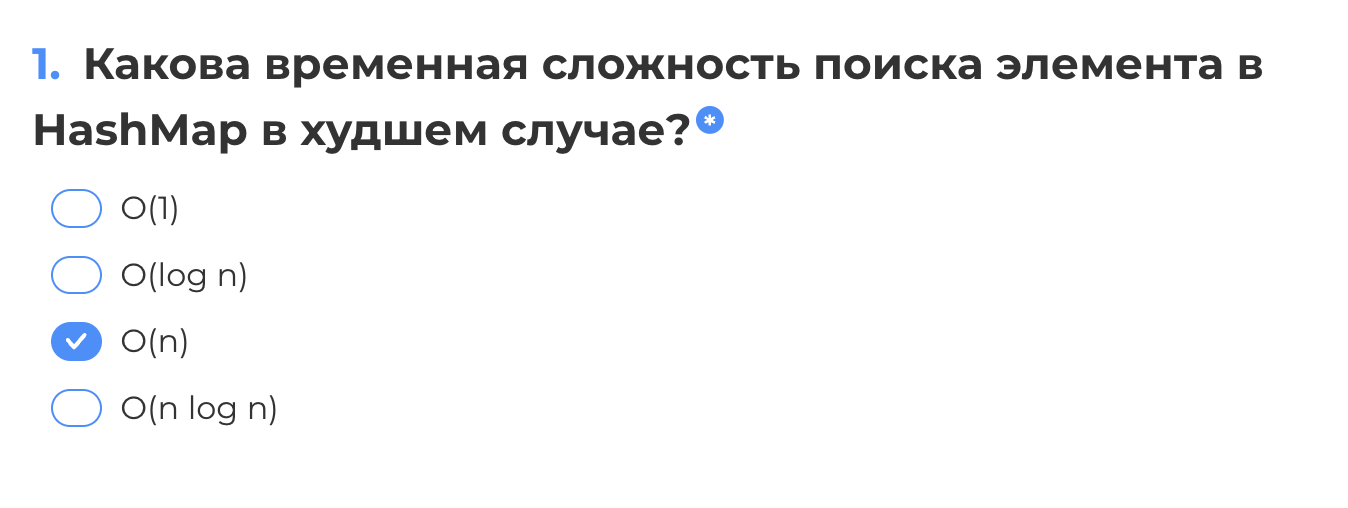 1. Какова временная сложность поиска элемента в
HashMap в худшем случае?*
O(1)
O(log n)
O(n)
O(n log n)